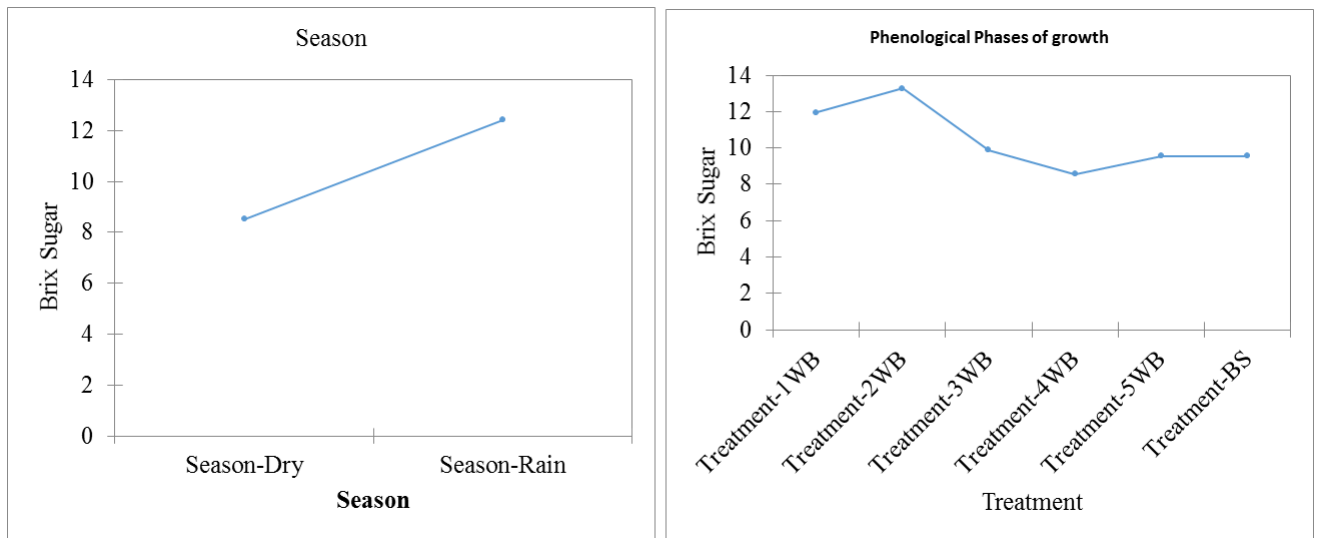 Season
Brix Sugar
14
12
10
8
6
4
2
0
Season-Dry Season-Rain
Season
Phenological Phases of growth
Brix Sugar
14
12
10
8
6
4
2
0
Treatment-1WB
Treatment-2WB
Treatment-3WB
Treatment-4WB
Treatment-5WB
Treatment-BS
Treatment